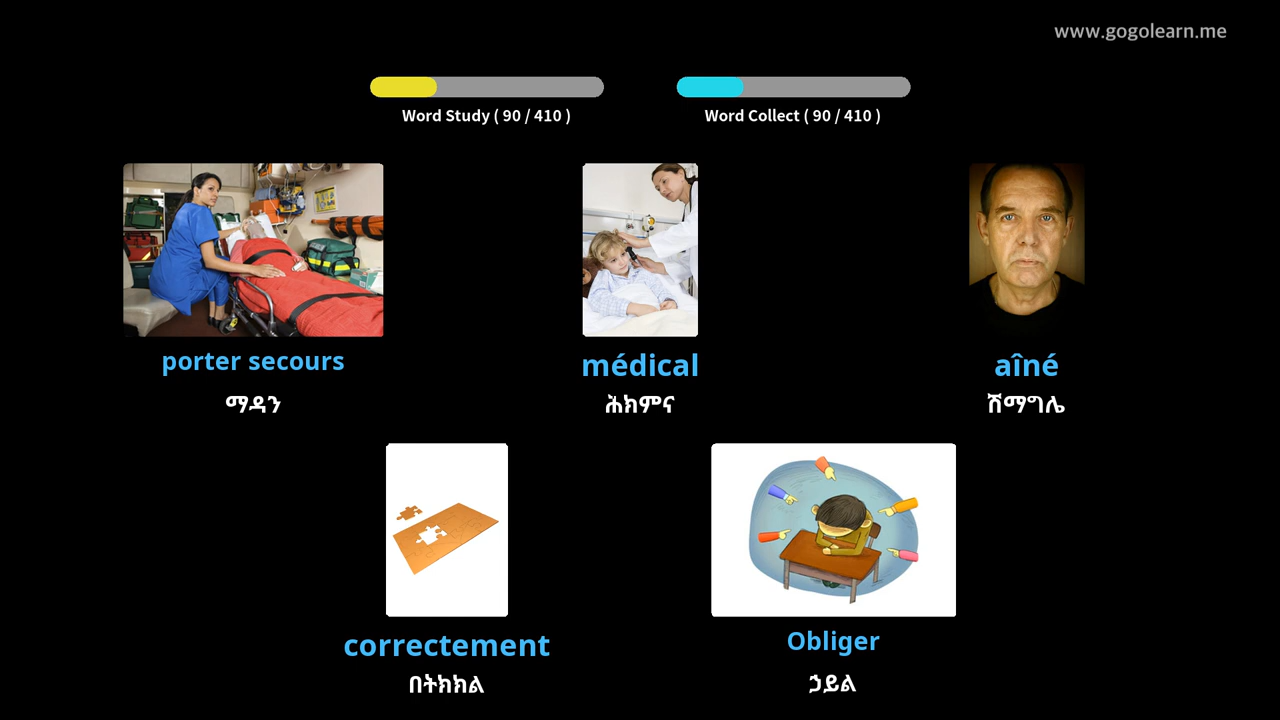 www.gogolearn.me
Word Study ( 90 / 410 )
Word Collect ( 90 / 410 )
porter secours
ማዳን
médical
ሕክምና
aîné
ሽማግሌ
correctement
በትክክል
Obliger
ኃይል